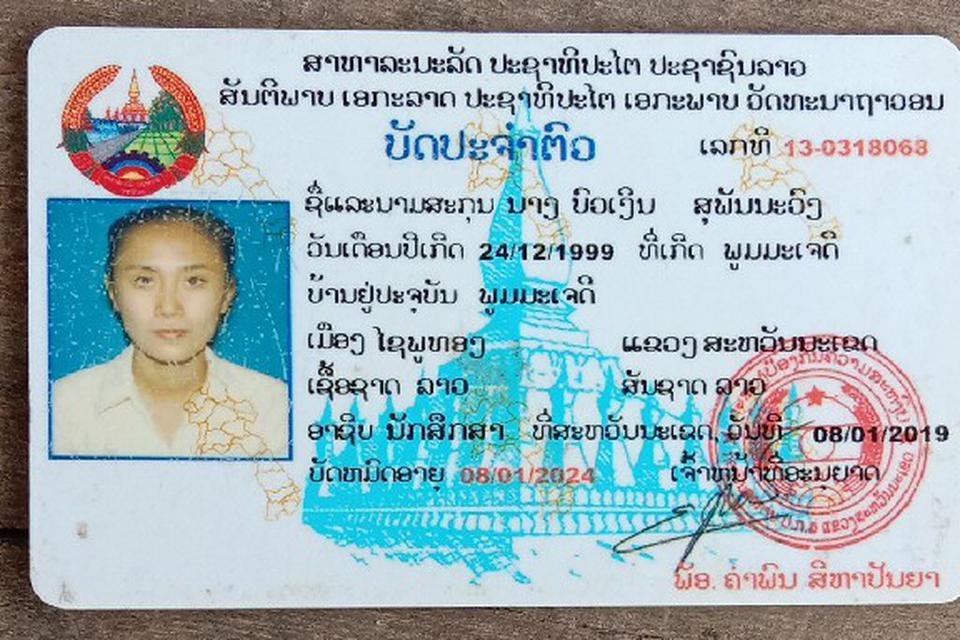 ສາທາລະນະລັດ ປະຊາທິປະໄຕ ປະຊາຊົນລາວ
ສັນຕິພາບ ເອກະລາດ ປະຊາທິປະໄຕ ເອກະພາບ ວັດທະນາຖາວອນ
ບັດປະຈຳຕົວ ເລກທີ 13-0318068
ຊື່ແລະນາມສະກຸນ ນາງ ບົວເງິນ ສຸພັນນະວົງ
ວັນເດືອນປີເກີດ 24/12/1999 ທີ່ເກີດ ພູມມະເຈດີ
ບ້ານຢູ່ປະຈຸບັນ ພູມມະເຈດີ
ເມືອງ ໄຊພູທອງ ແຂວງ ສະຫວັນນະເຂດ
ເຊື້ອຊາດ ລາວ ສັນຊາດ ລາວ
ອາຊີບ ນັກສຶກສາ ທີ່ສະຫວັນນະເຂດ, ວັນທີ 08/01/2019
ບັດຫມົດອາຍຸ 08/01/2024 ເຈົ້າຫນ້າທີ່ອະນຸຍາດ
ພັອ. ຄຳພົນ ສີຫາປັນຍາ